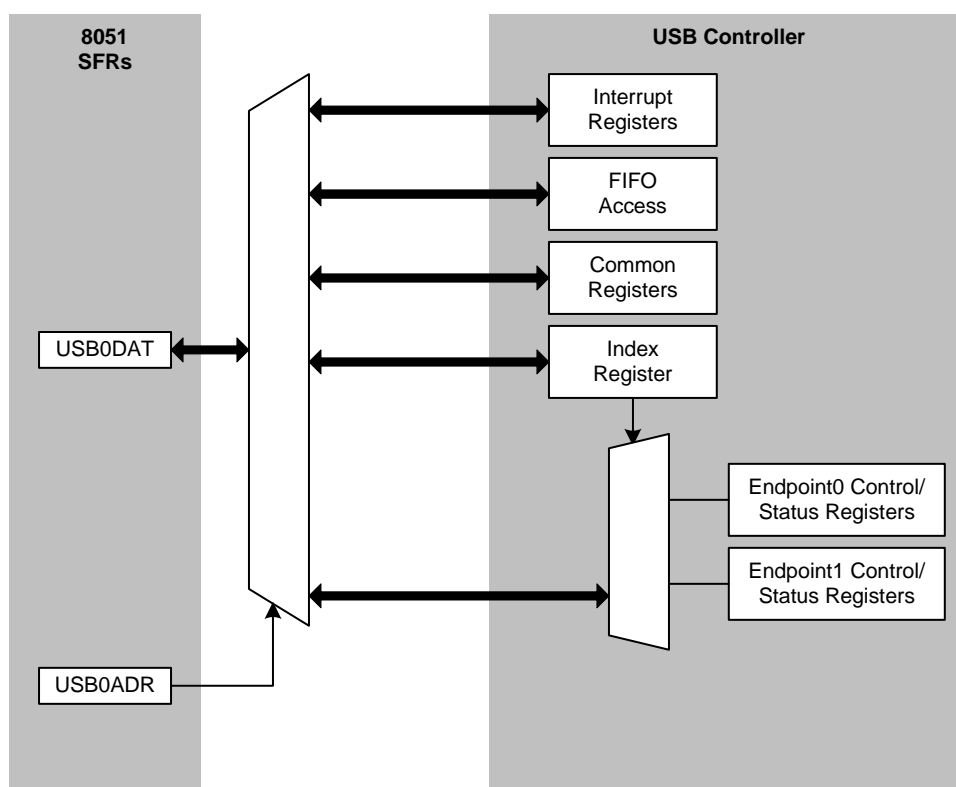 8051
SFRs
USB Controller
Interrupt
Registers
FIFO
Access
Common
Registers
USB0DAT
Index
Register
Endpoint0 Control/
Status Registers
Endpoint1 Control/
Status Registers
USB0ADR